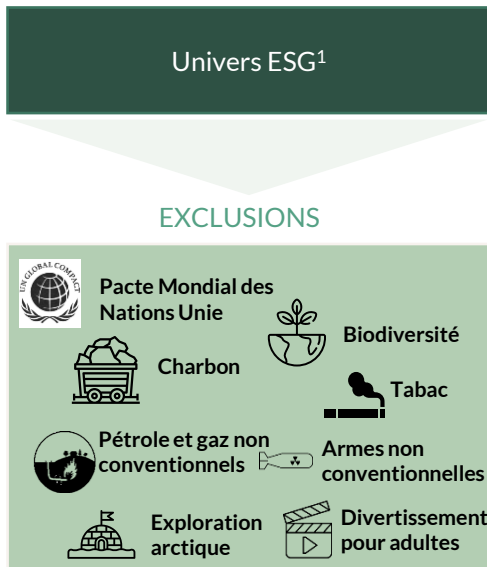 Univers ESG¹
EXCLUSIONS
UN GLOBAL COMPACT
Pacte Mondial des
Nations Unie
Biodiversité
Charbon
Tabac
Pétrole et gaz non
conventionnels
Armes non
conventionnelles
Exploration
arctique
Divertissement
pour adultes